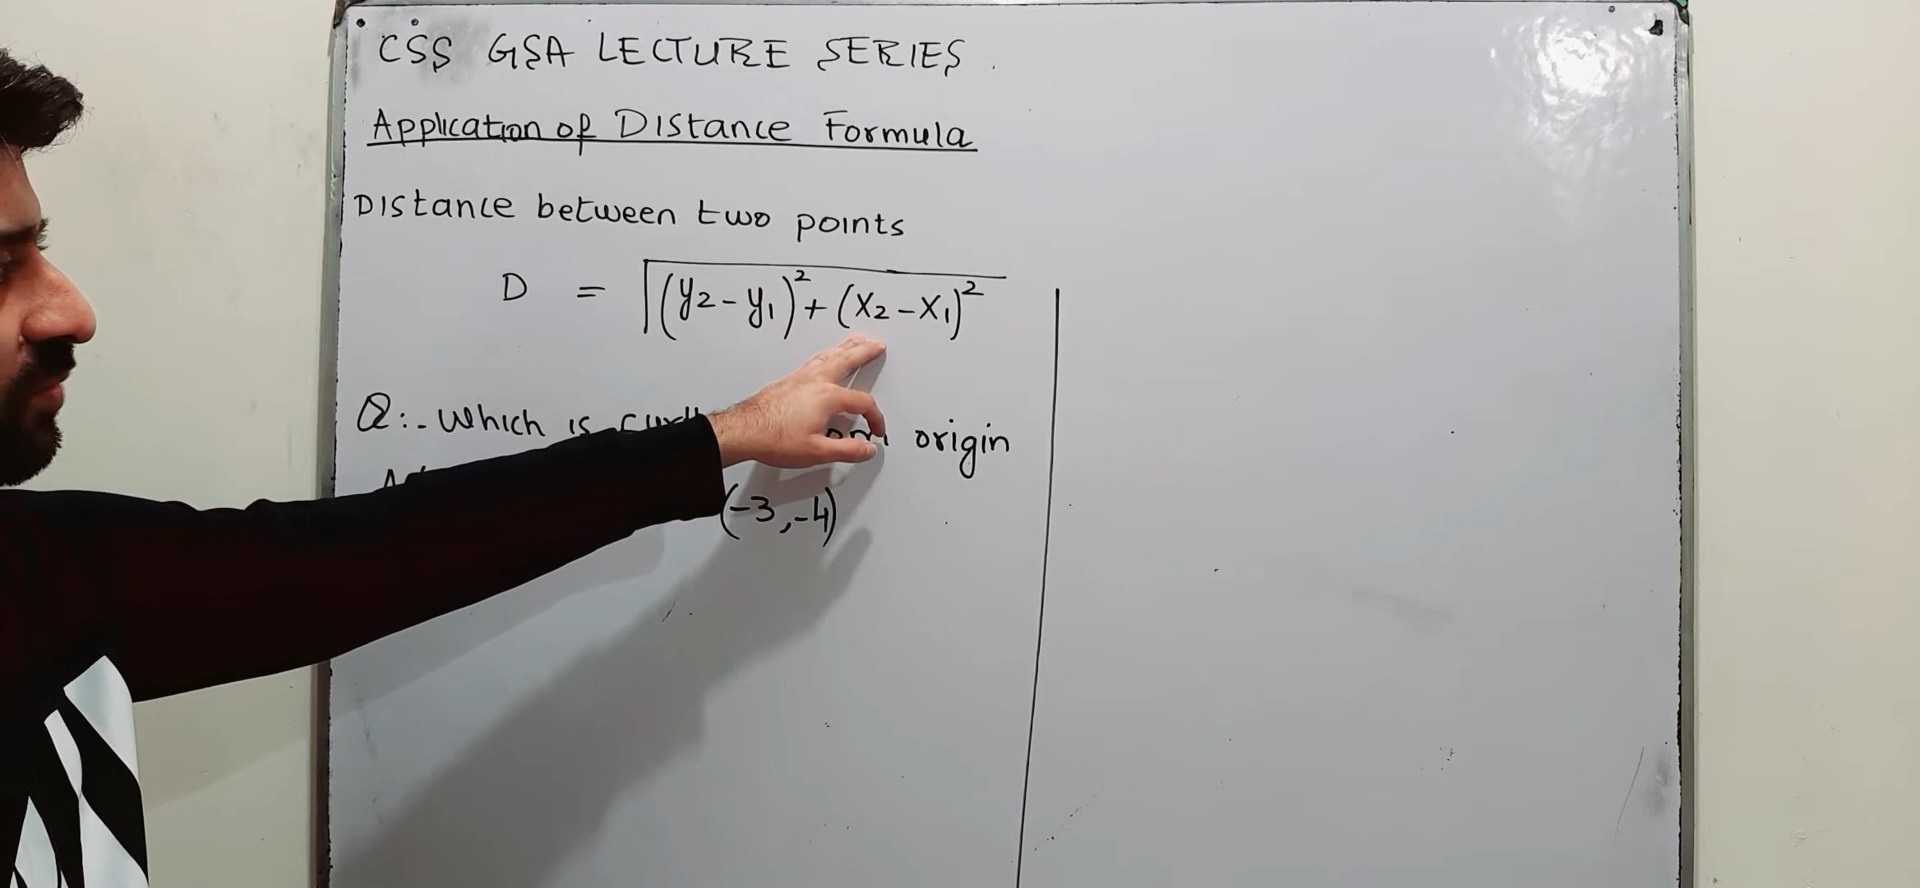 CSS GSA LECTURE SERIES.
Application of Distance Formula
Distance between two points
D = √(y₂-y₁)²+(x₂-x₁)²
Q:- Which is origin
(-3,-4)